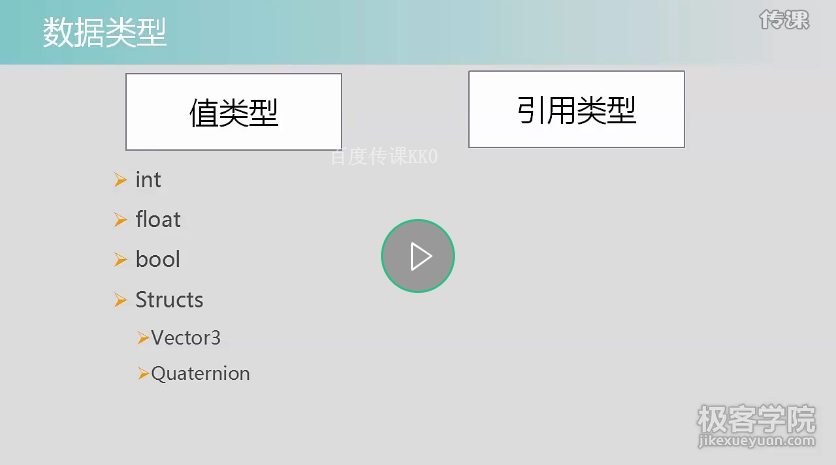 数据类型
传课
值类型
引用类型
百度传课KKO
int
float
bool
Structs
Vector3
Quaternion
极客学院
jikexueyuan.com